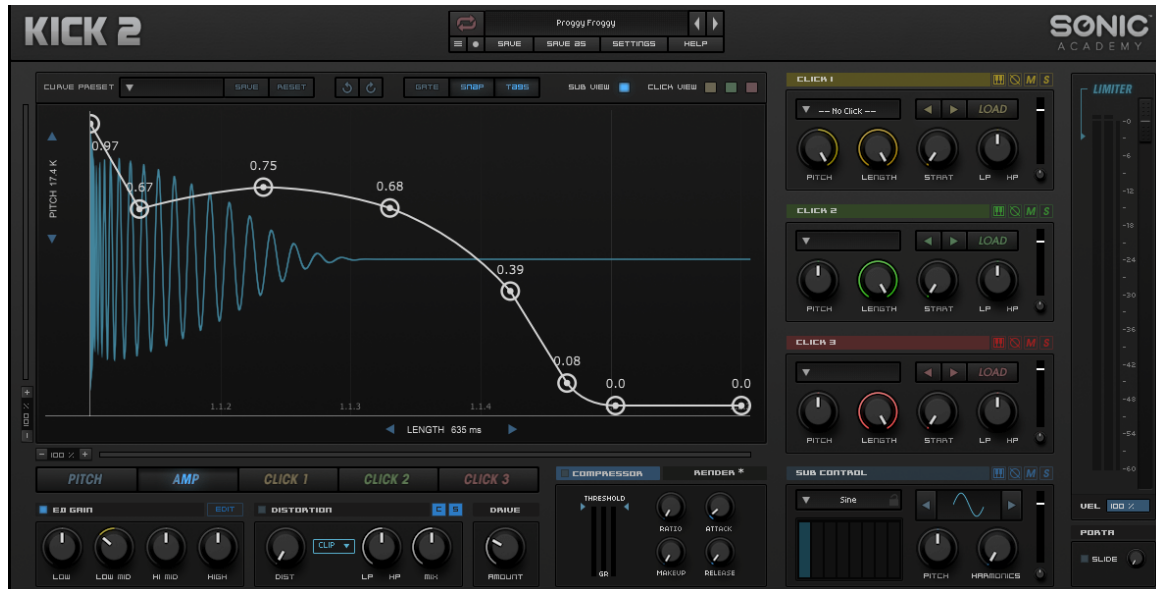 KICK 2
Proggy Froggy
SAVE SAVE AS SETTINGS HELP
SONIC
ACADEMY
CURVE PRESET SAVE RESET GATE SNAP TAGS SUB VIEW CLICK VIEW
0.97
0.67
0.75
0.68
0.39
0.08
0.0
0.0
PITCH 17.4 K
1.1.2 1.1.3 1.1.4
LENGTH 635 ms
100 %
- 100 % +
PITCH AMP CLICK 1 CLICK 2 CLICK 3
E.Q GAIN EDIT
LOW LOW MID HI MID HIGH
DISTORTION C S
CLIP
DIST LP HP MIX
DRIVE
AMOUNT
COMPRESSOR RENDER *
THRESHOLD
GR
RATIO ATTACK
MAKEUP RELEASE
CLICK 1 M S
-- No Click -- LOAD
PITCH LENGTH START LP HP
CLICK 2 M S
LOAD
PITCH LENGTH START LP HP
CLICK 3 M S
LOAD
PITCH LENGTH START LP HP
SUB CONTROL M S
Sine
PITCH HARMONICS
LIMITER
-0
-6
-12
-18
-24
-30
-36
-42
-48
-54
-60
VEL 100 %
PORTA
SLIDE